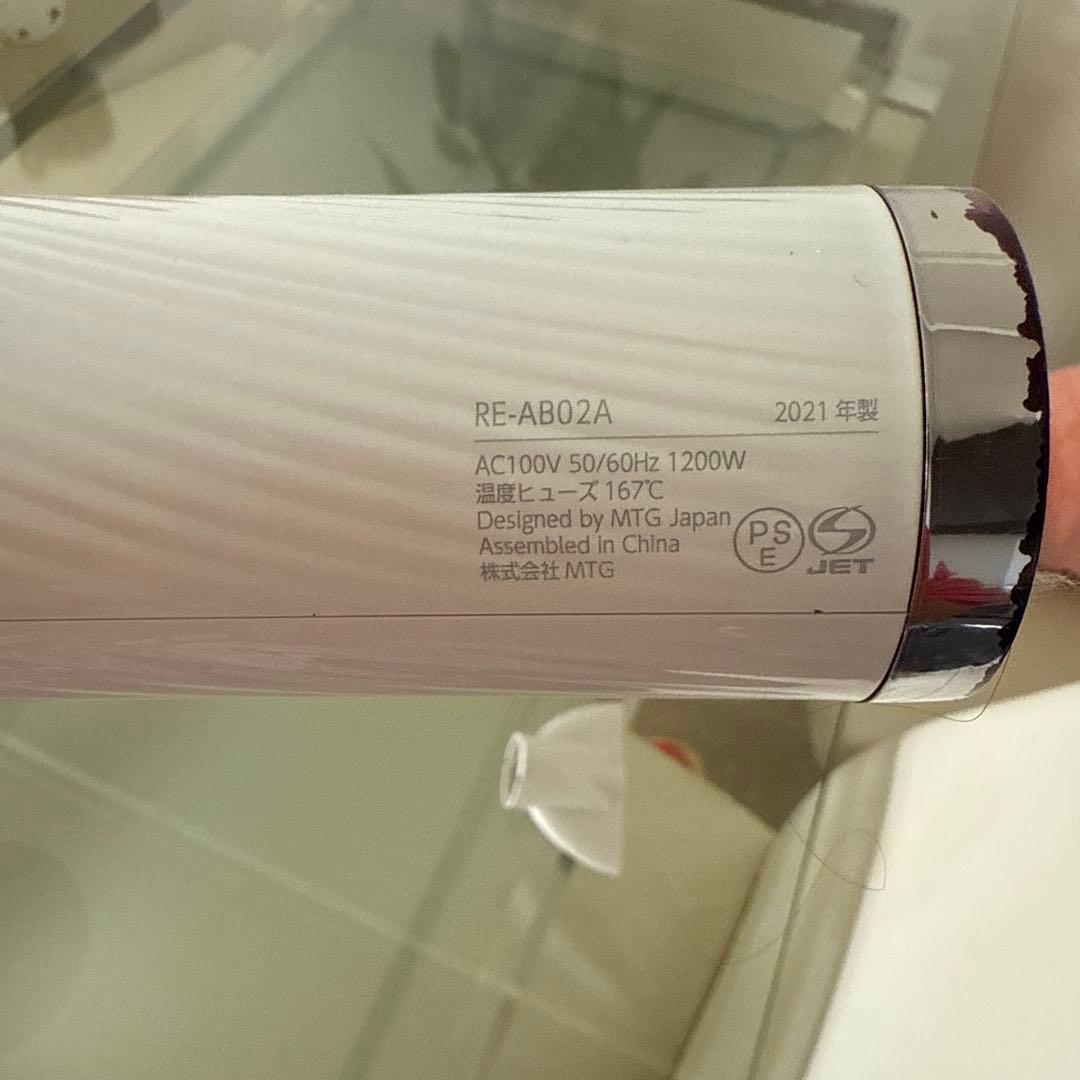 RE-AB02A 2021 年製
AC100V 50/60Hz 1200W
温度ヒューズ 167℃
Designed by MTG Japan
Assembled in China
株式会社 MTG
PS
E
JET